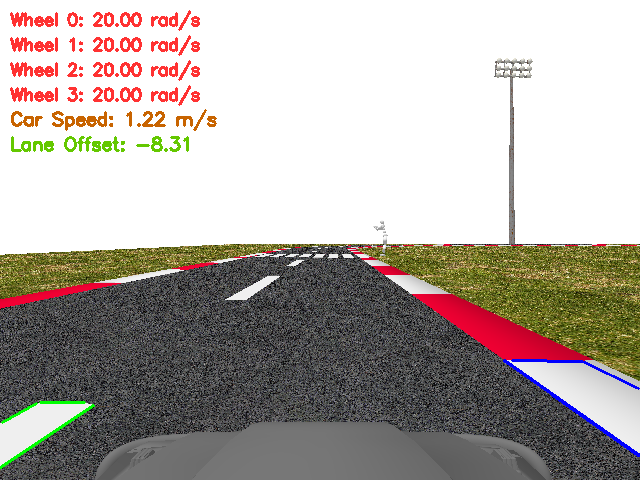 Wheel 0: 20.00 rad/s
Wheel 1: 20.00 rad/s
Wheel 2: 20.00 rad/s
Wheel 3: 20.00 rad/s
Car Speed: 1.22 m/s
Lane Offset: -8.31